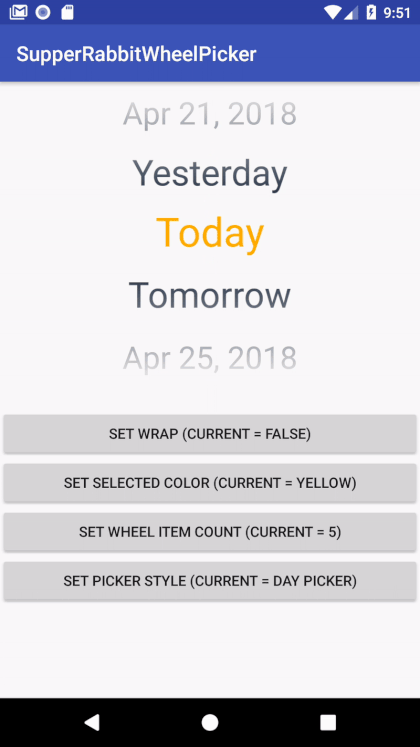 9:51
SupperRabbitWheelPicker
Apr 21, 2018
Yesterday
Today
Tomorrow
Apr 25, 2018
SET WRAP (CURRENT = FALSE)
SET SELECTED COLOR (CURRENT = YELLOW)
SET WHEEL ITEM COUNT (CURRENT = 5)
SET PICKER STYLE (CURRENT = DAY PICKER)